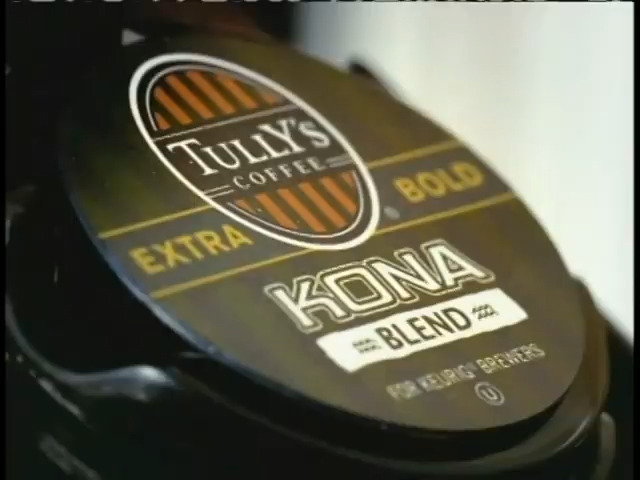 TULLY'S
COFFEE
EXTRA BOLD
KONA
BLEND
FOR KEURIG BREWERS
U